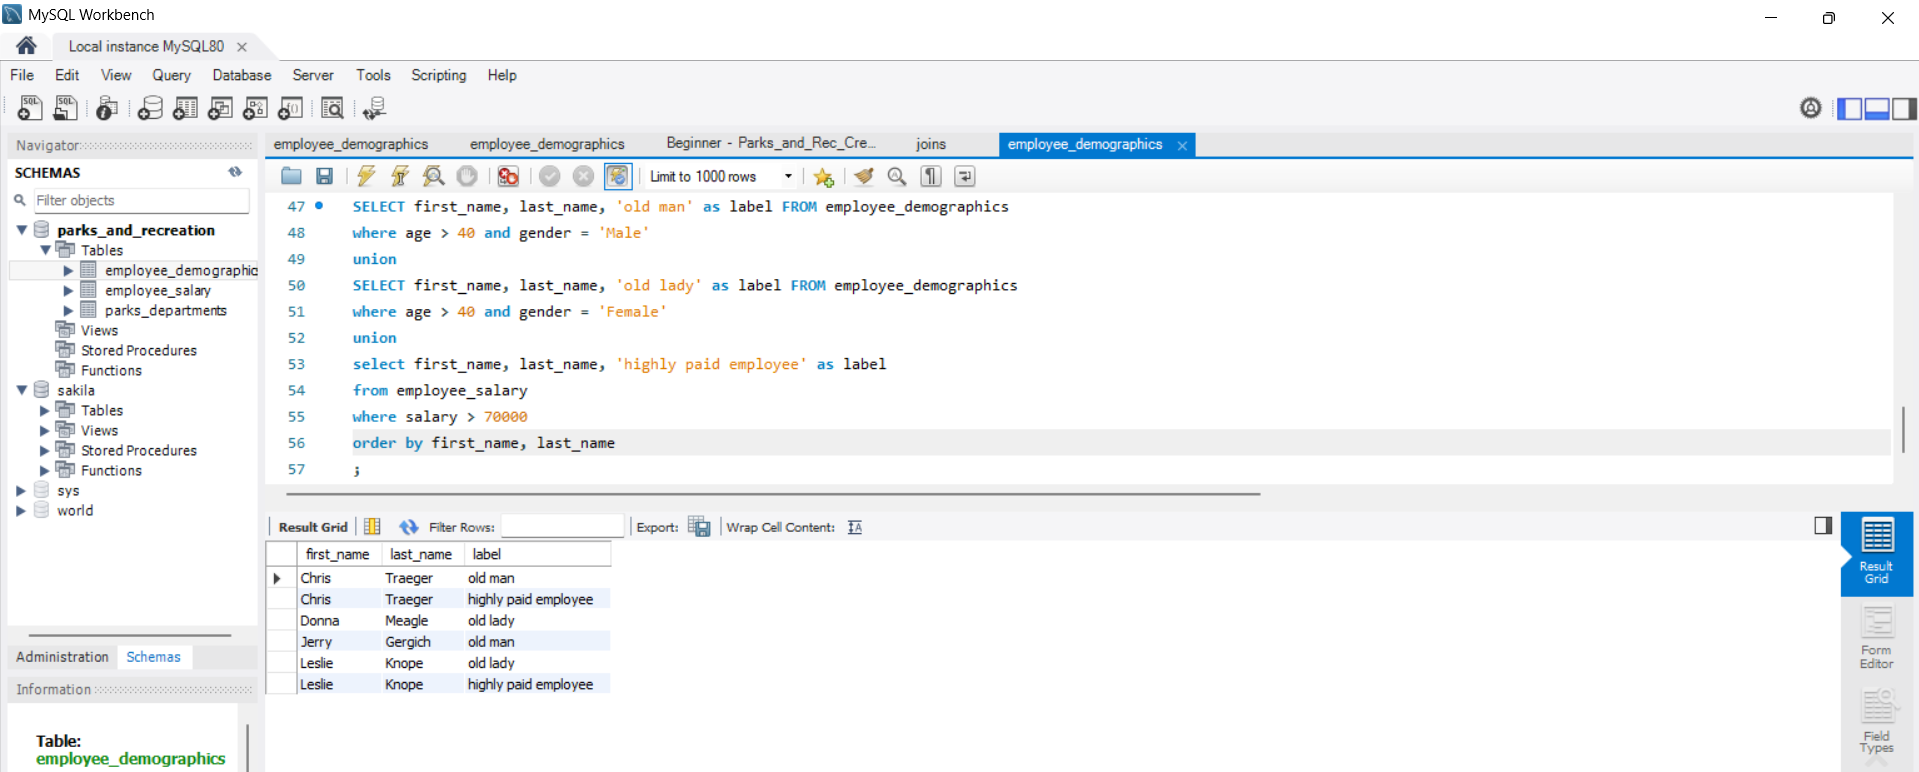 MySQL Workbench
Local instance MySQL80
File Edit View Query Database Server Tools Scripting Help
Navigator
SCHEMAS
Filter objects
parks_and_recreation
Tables
employee_demographic
employee_salary
parks_departments
Views
Stored Procedures
Functions
sakila
Tables
Views
Stored Procedures
Functions
sys
world
Administration Schemas
Information
Table:
employee_demographics
employee_demographics employee_demographics Beginner - Parks_and_Rec_Cre... joins employee_demographics
Limit to 1000 rows
47 SELECT first_name, last_name, 'old man' as label FROM employee_demographics
48 where age > 40 and gender = 'Male'
49 union
50 SELECT first_name, last_name, 'old lady' as label FROM employee_demographics
51 where age > 40 and gender = 'Female'
52 union
53 select first_name, last_name, 'highly paid employee' as label
54 from employee_salary
55 where salary > 70000
56 order by first_name, last_name
57 ;
Result Grid Filter Rows: Export: Wrap Cell Content:
first_name last_name label
Chris Traeger old man
Chris Traeger highly paid employee
Donna Meagle old lady
Jerry Gergich old man
Leslie Knope old lady
Leslie Knope highly paid employee
Result
Grid
Form
Editor
Field
Types